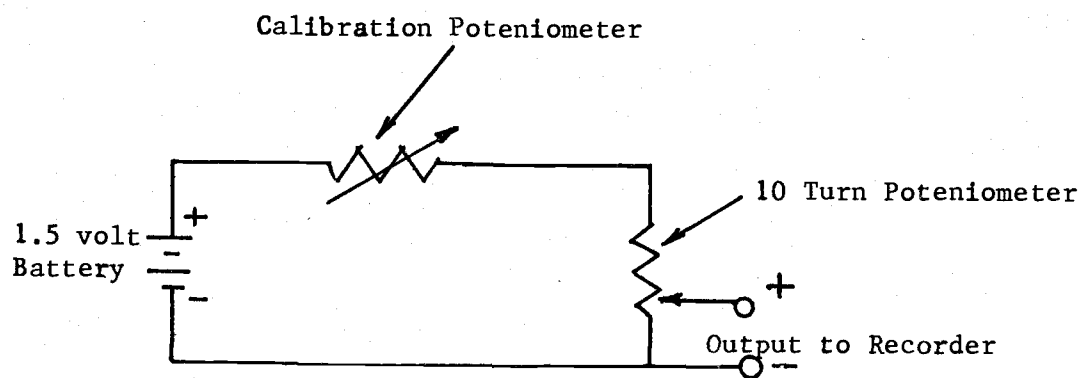 Calibration Poteniometer
10 Turn Poteniometer
+
1.5 volt
Battery
-
+
Output to Recorder
-